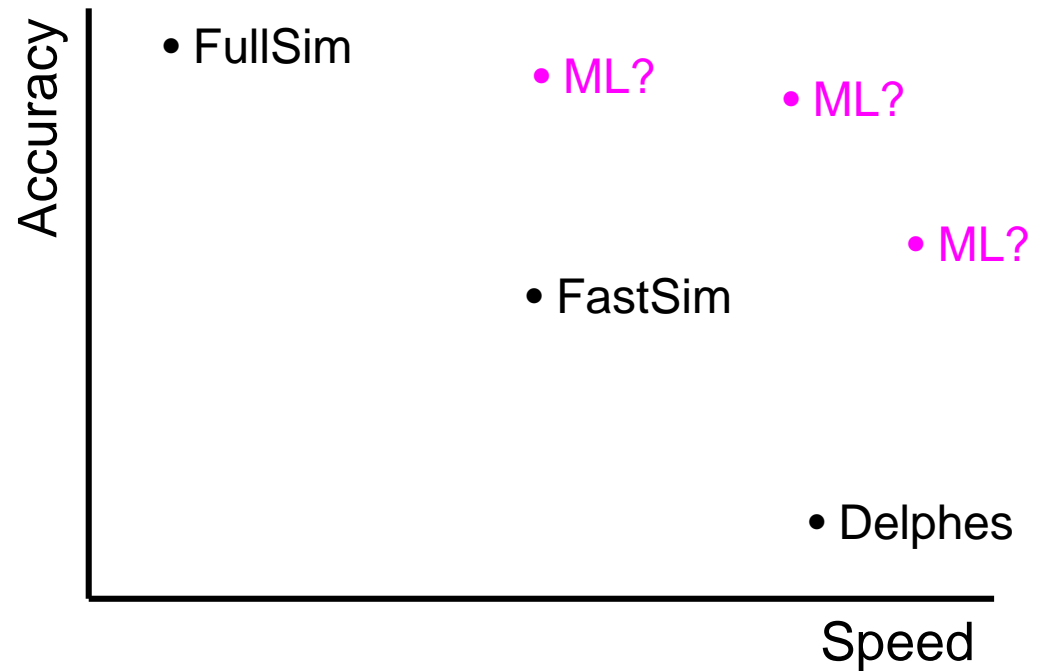 Accuracy
FullSim
ML?
ML?
ML?
FastSim
Delphes
Speed